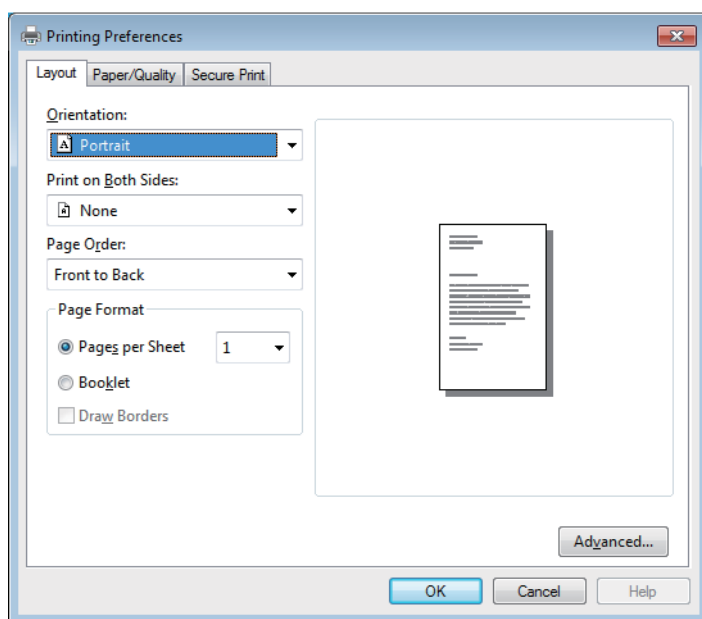 Printing Preferences
Layout Paper/Quality Secure Print
Orientation:
A Portrait
Print on Both Sides:
None
Page Order:
Front to Back
Page Format
Pages per Sheet 1
Booklet
Draw Borders
Advanced...
OK Cancel Help